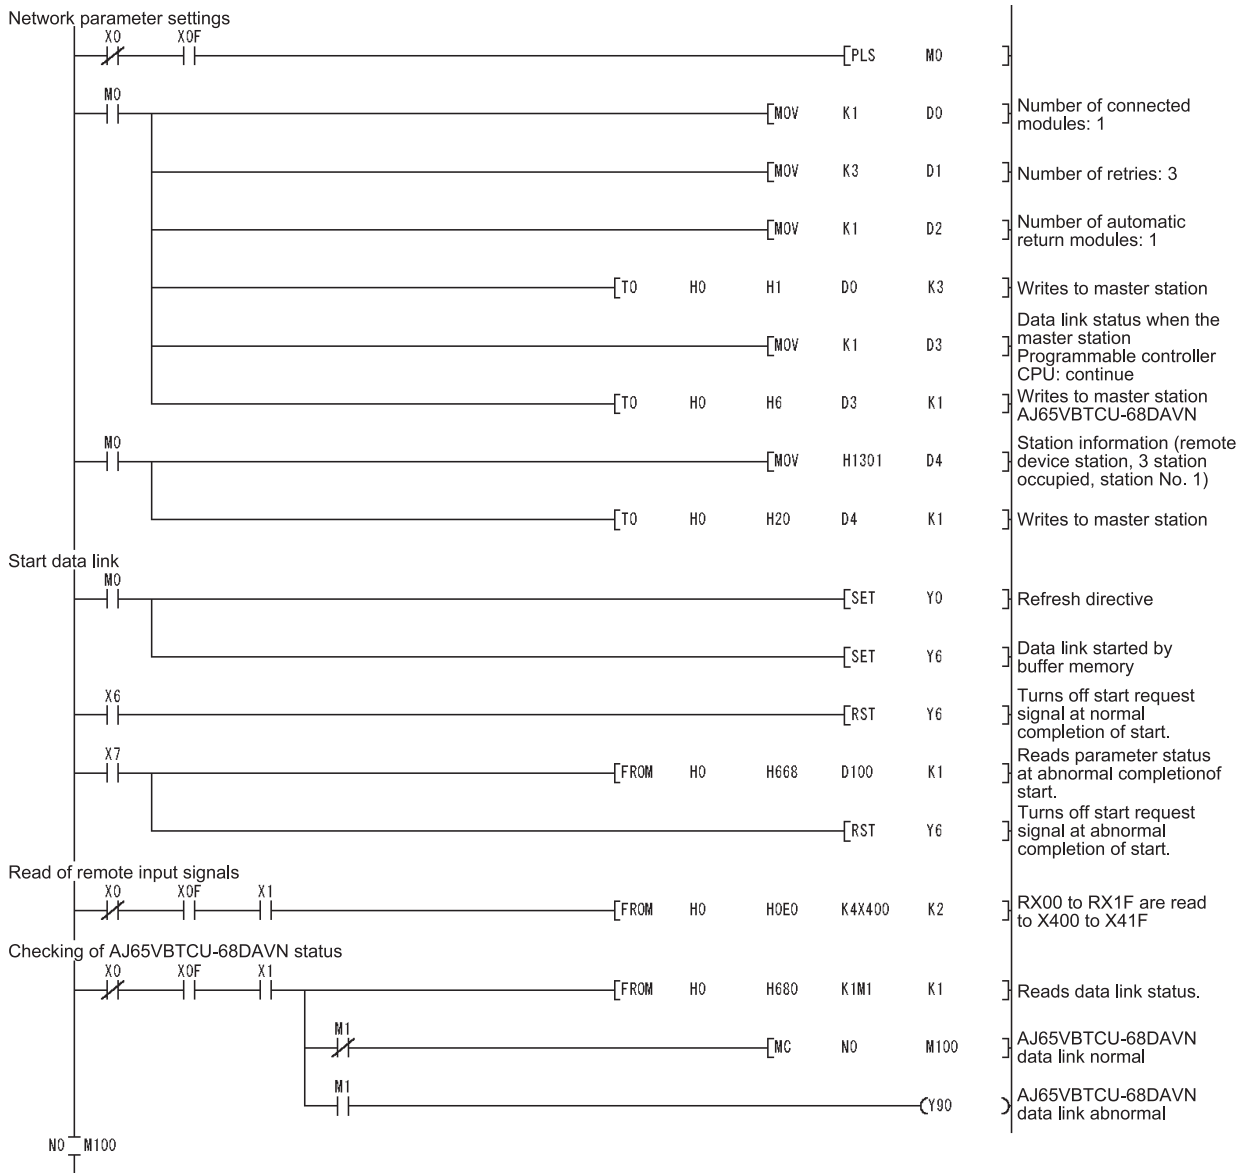 Network parameter settings
X0 X0F
PLS M0
M0
MOV K1 D0 Number of connected
modules: 1
MOV K3 D1 Number of retries: 3
MOV K1 D2 Number of automatic
return modules: 1
TO H0 H1 D0 K3 Writes to master station
Data link status when the
master station
MOV K1 D3 Programmable controller
CPU: continue
TO H0 H6 D3 K1 Writes to master station
AJ65VBTCU-68DAVN
M0
MOV H1301 D4 Station information (remote
device station, 3 station
occupied, station No. 1)
TO H0 H20 D4 K1 Writes to master station
Start data link
M0
SET Y0 Refresh directive
SET Y6 Data link started by
buffer memory
X6
RST Y6 Turns off start request
signal at normal
completion of start.
X7
FROM H0 H668 D100 K1 Reads parameter status
at abnormal completionof
start.
RST Y6 Turns off start request
signal at abnormal
completion of start.
Read of remote input signals
X0 X0F X1
FROM H0 H0E0 K4X400 K2 RX00 to RX1F are read
to X400 to X41F
Checking of AJ65VBTCU-68DAVN status
X0 X0F X1
FROM H0 H680 K1M1 K1 Reads data link status.
M1
MC N0 M100 AJ65VBTCU-68DAVN
data link normal
M1
Y90 AJ65VBTCU-68DAVN
data link abnormal
N0 M100